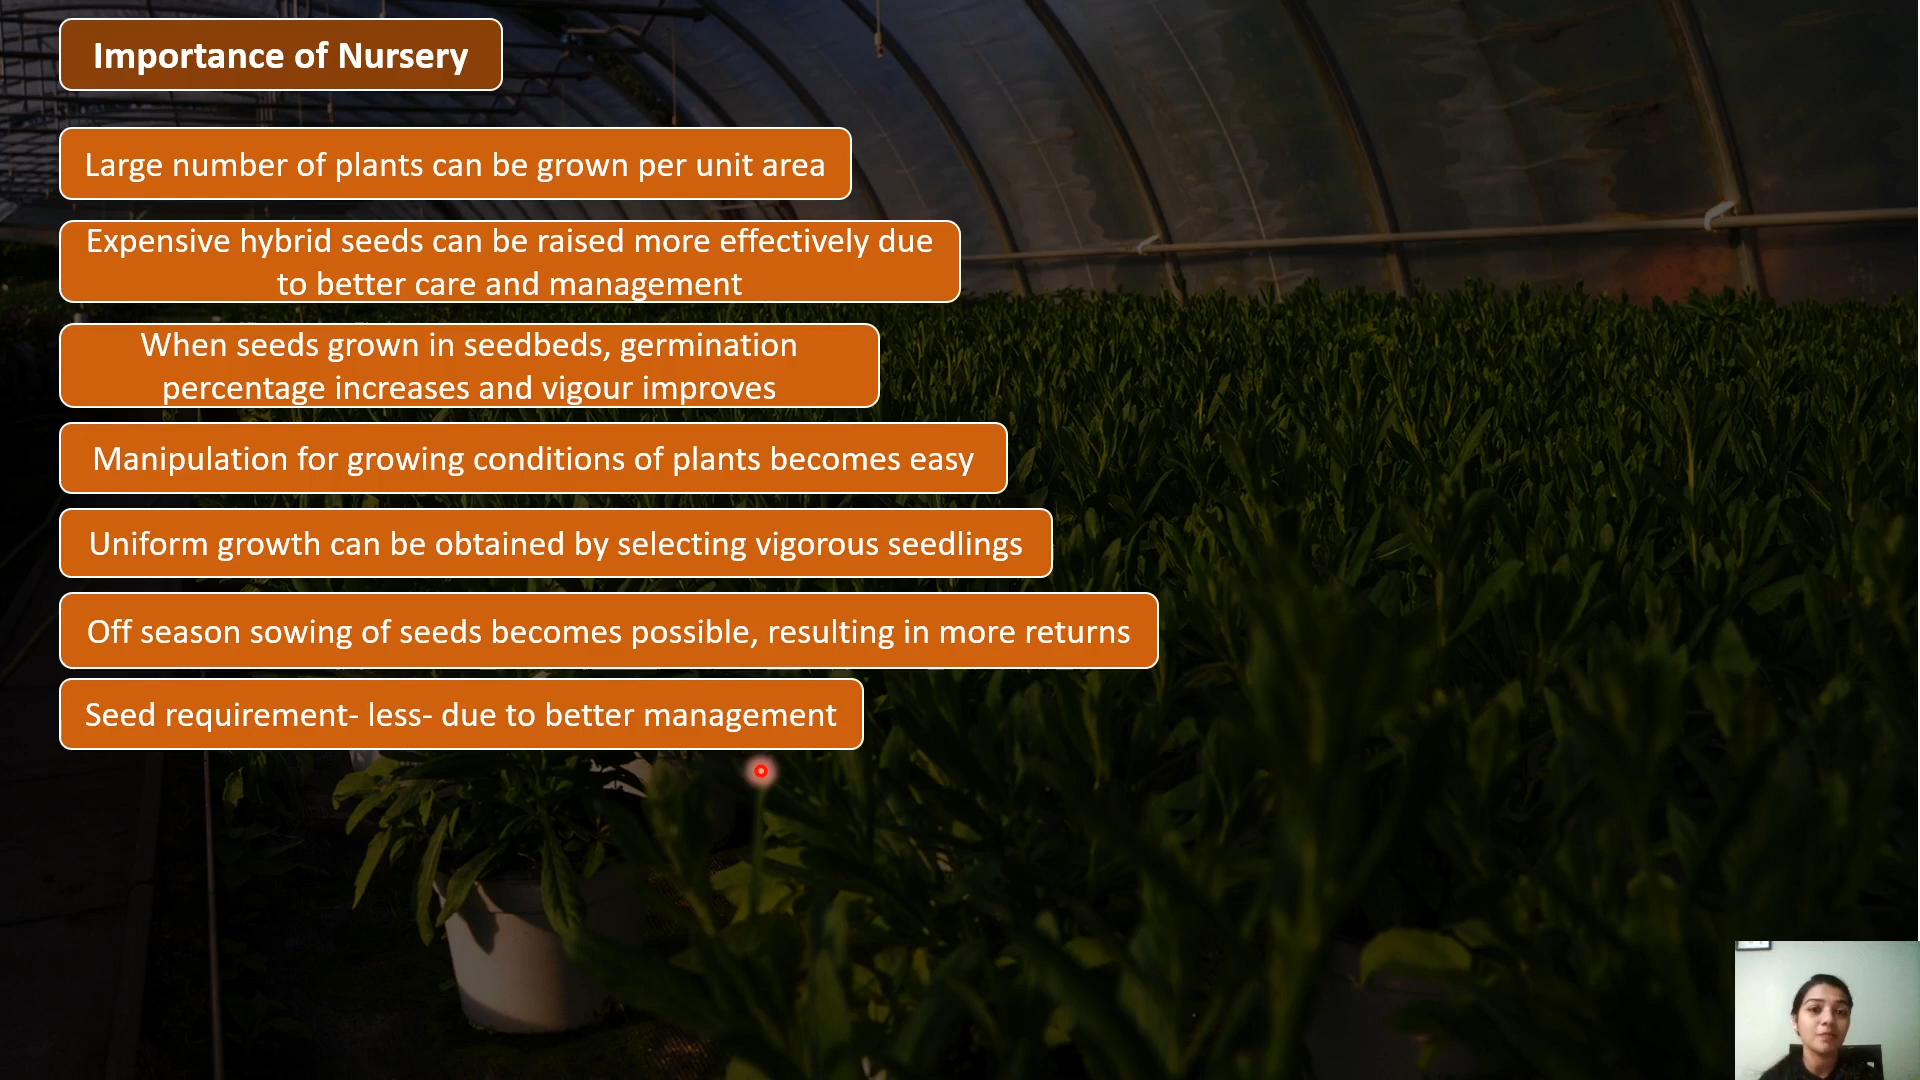 Importance of Nursery
Large number of plants can be grown per unit area
Expensive hybrid seeds can be raised more effectively due
to better care and management
When seeds grown in seedbeds, germination
percentage increases and vigour improves
Manipulation for growing conditions of plants becomes easy
Uniform growth can be obtained by selecting vigorous seedlings
Off season sowing of seeds becomes possible, resulting in more returns
Seed requirement- less- due to better management